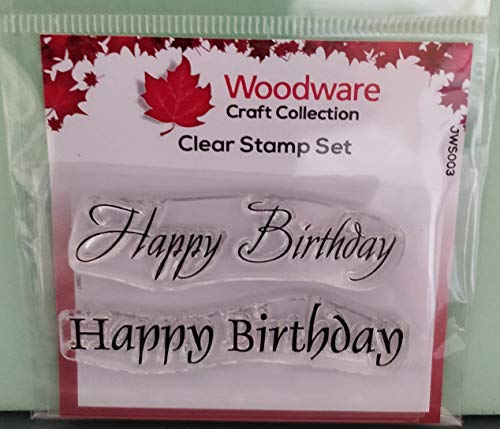 Woodware
Craft Collection
Clear Stamp Set
JWS003
Happy Birthday
Happy Birthday